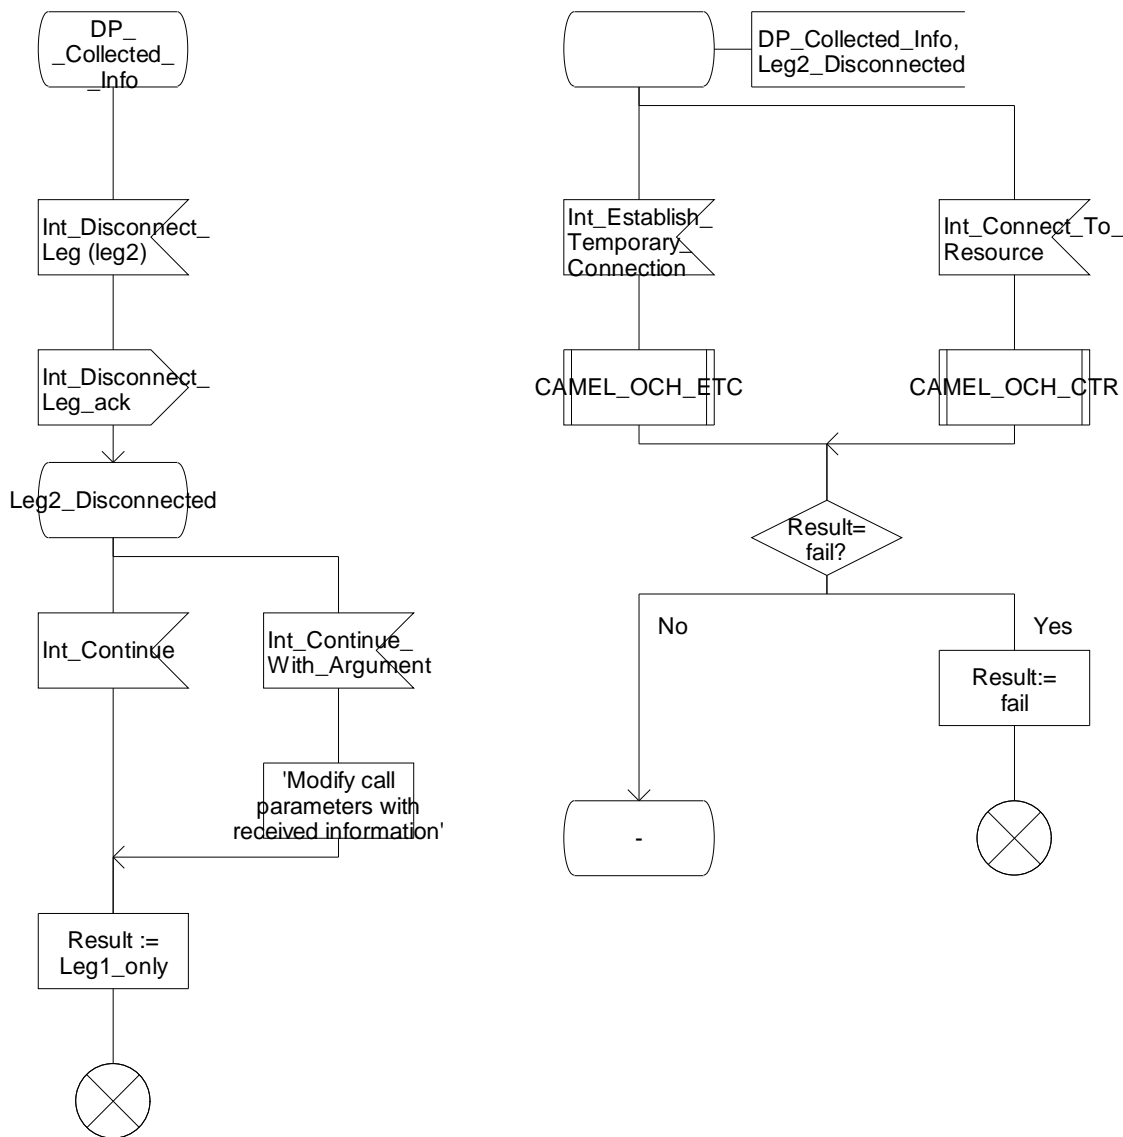 DP_
_Collected_
_Info
Int_Disconnect_
Leg (leg2)
Int_Disconnect_
Leg_ack
Leg2_Disconnected
Int_Continue
Int_Continue_
With_Argument
'Modify call
parameters with
received information'
Result :=
Leg1_only
DP_Collected_Info,
Leg2_Disconnected
Int_Establish_
Temporary_
Connection
Int_Connect_To_
Resource
CAMEL_OCH_ETC
CAMEL_OCH_CTR
Result=
fail?
No
Yes
Result:=
fail
-